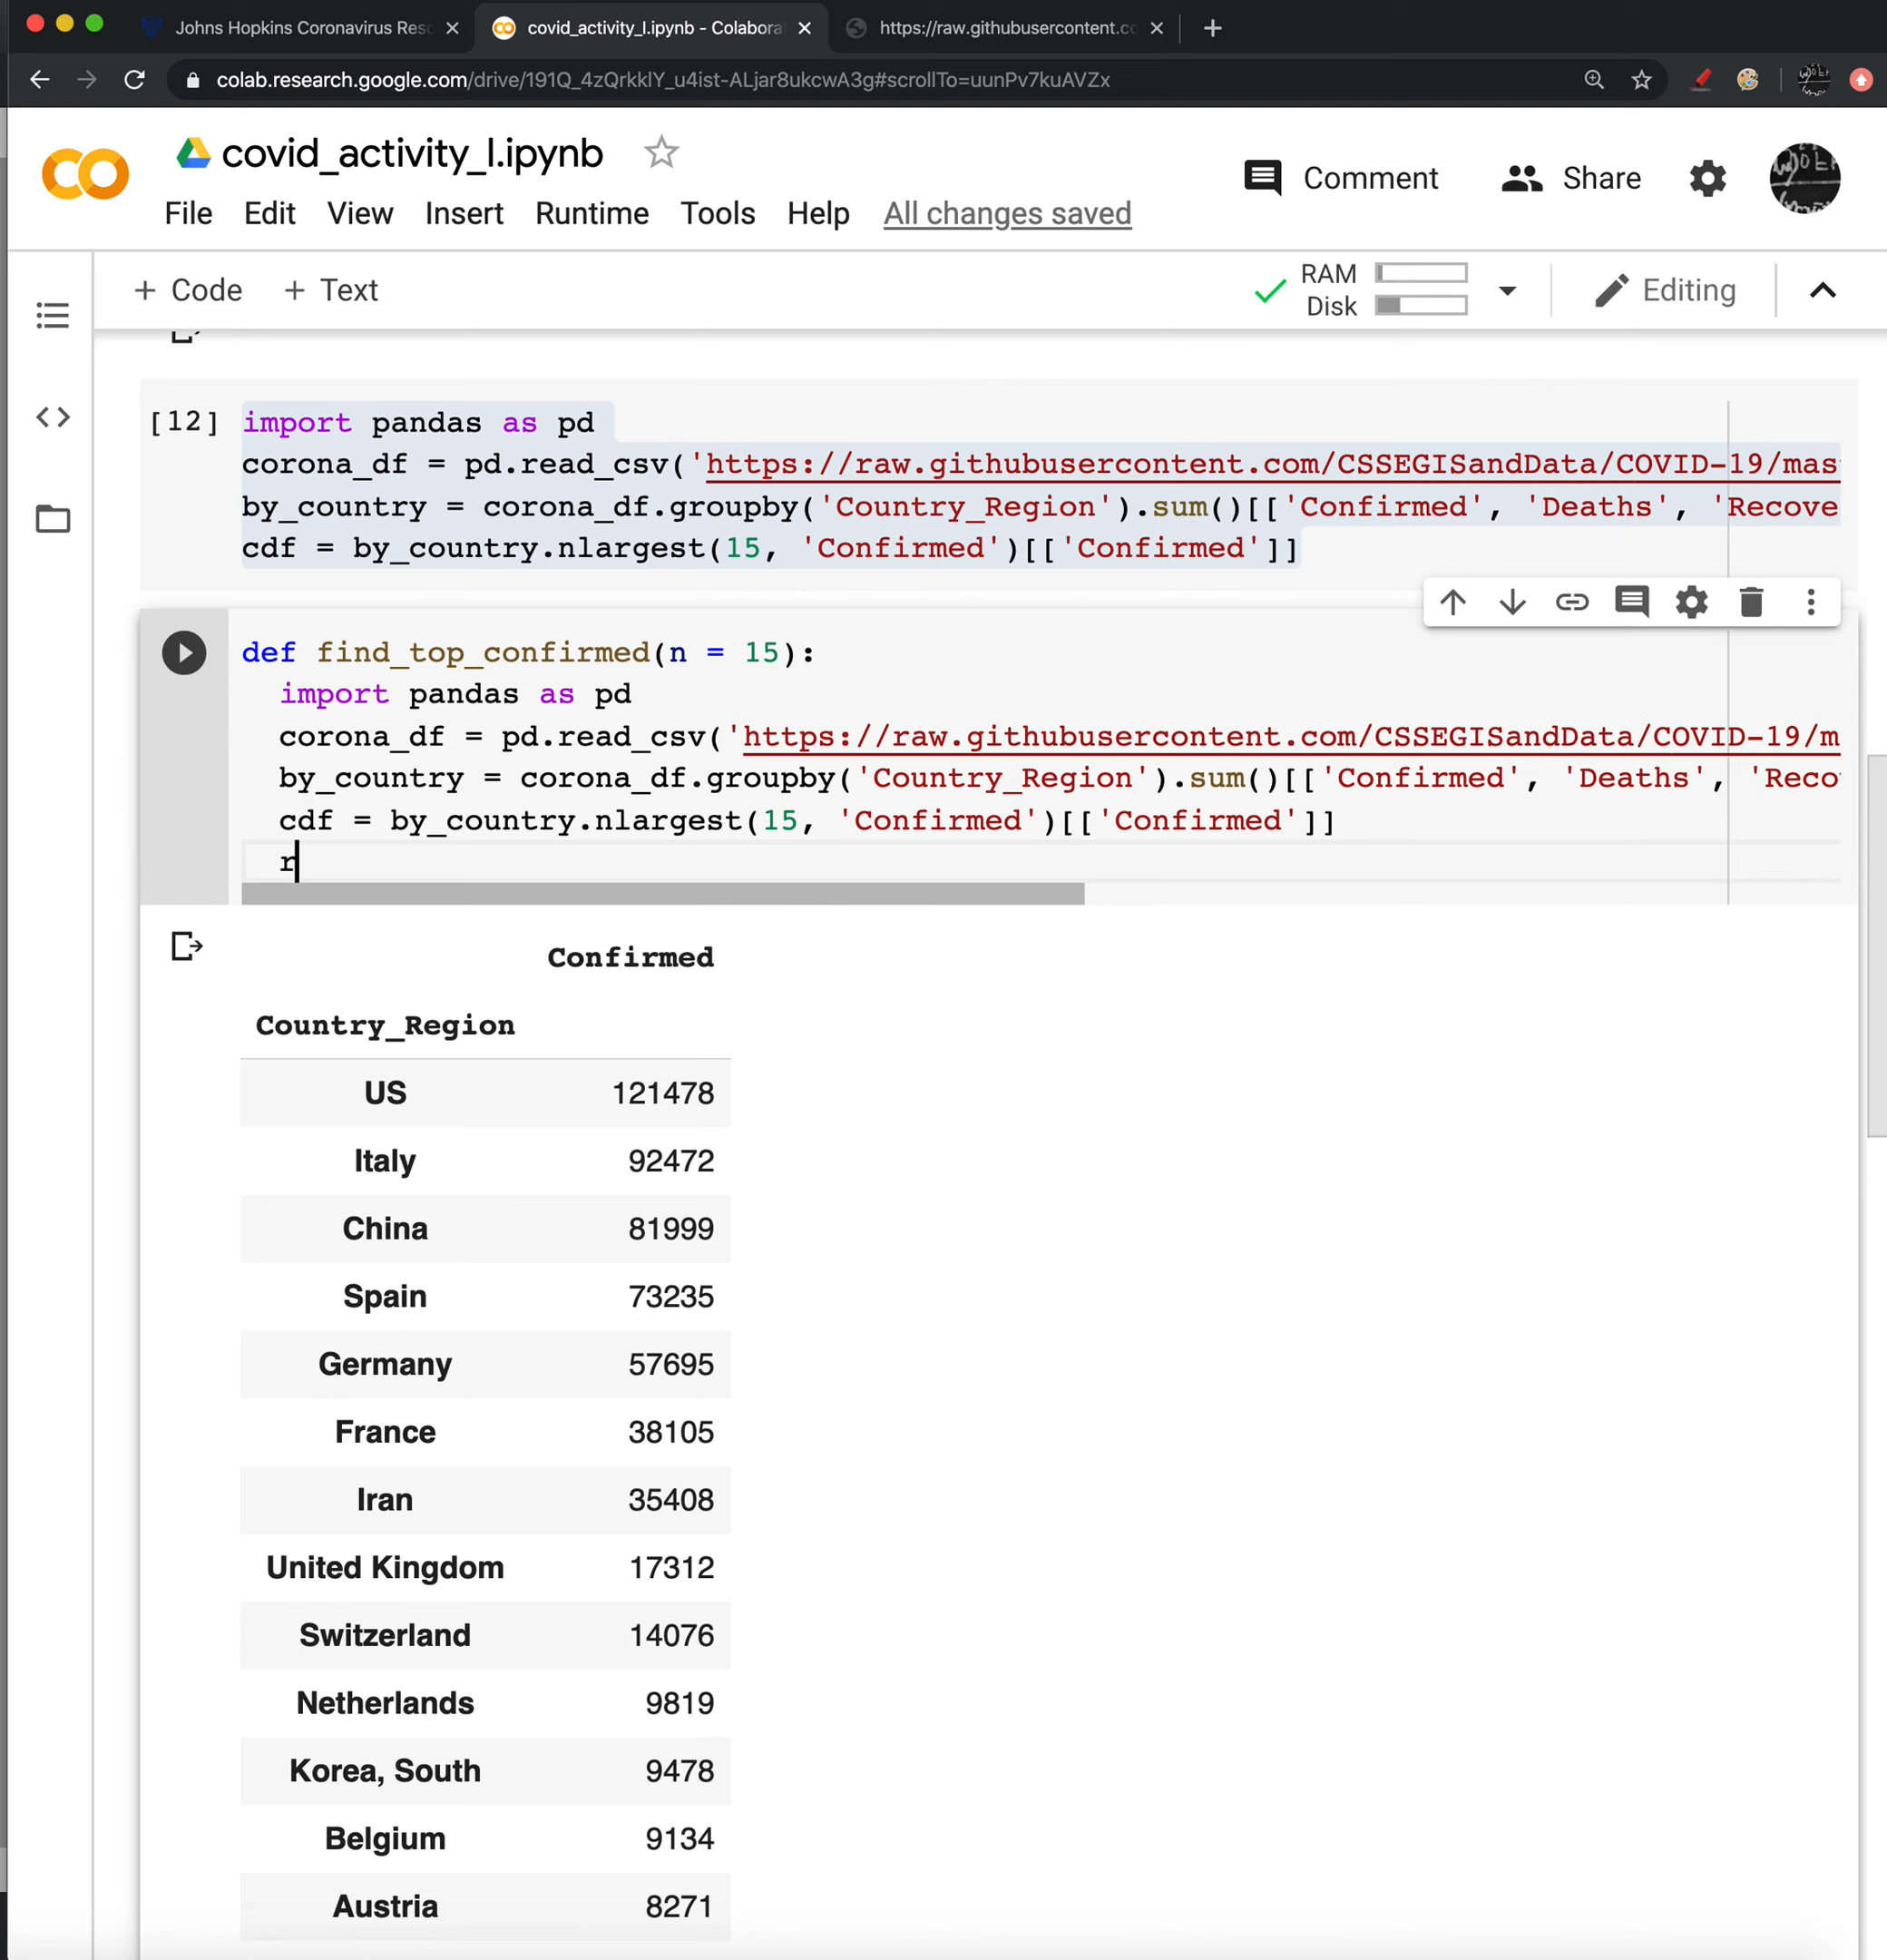 Johns Hopkins Coronavirus Reso
covid_activity_l.ipynb - Colabora
https://raw.githubusercontent.co
colab.research.google.com/drive/191Q_4zQrkklY_u4ist-ALjar8ukcwA3g#scrollTo=uunPv7kuAVZx
covid_activity_l.ipynb
Comment
Share
File Edit View Insert Runtime Tools Help All changes saved
+ Code + Text
RAM
Disk
Editing
[12] import pandas as pd
corona_df = pd.read_csv('https://raw.githubusercontent.com/CSSEGISandData/COVID-19/mas
by_country = corona_df.groupby('Country_Region').sum()[['Confirmed', 'Deaths', 'Recove
cdf = by_country.nlargest(15, 'Confirmed')[['Confirmed']]
def find_top_confirmed(n = 15):
import pandas as pd
corona_df = pd.read_csv('https://raw.githubusercontent.com/CSSEGISandData/COVID-19/m
by_country = corona_df.groupby('Country_Region').sum()[['Confirmed', 'Deaths', 'Reco
cdf = by_country.nlargest(15, 'Confirmed')[['Confirmed']]
r
Confirmed
Country_Region
US 121478
Italy 92472
China 81999
Spain 73235
Germany 57695
France 38105
Iran 35408
United Kingdom 17312
Switzerland 14076
Netherlands 9819
Korea, South 9478
Belgium 9134
Austria 8271